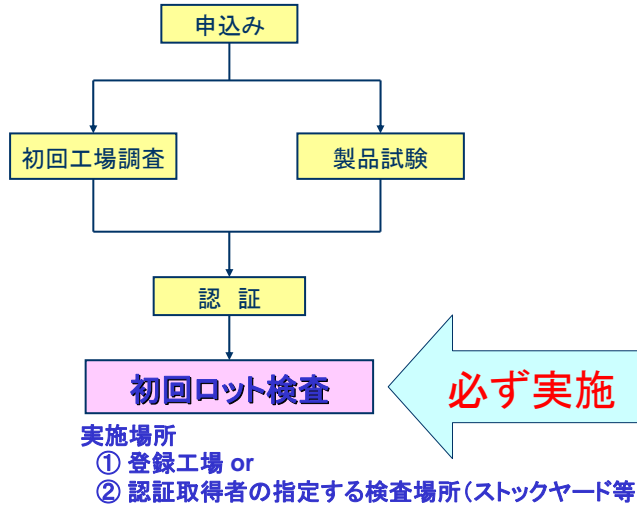 申込み
初回工場調査
製品試験
認 証
初回ロット検査
必ず実施
実施場所
① 登録工場 or
② 認証取得者の指定する検査場所（ストックヤード等